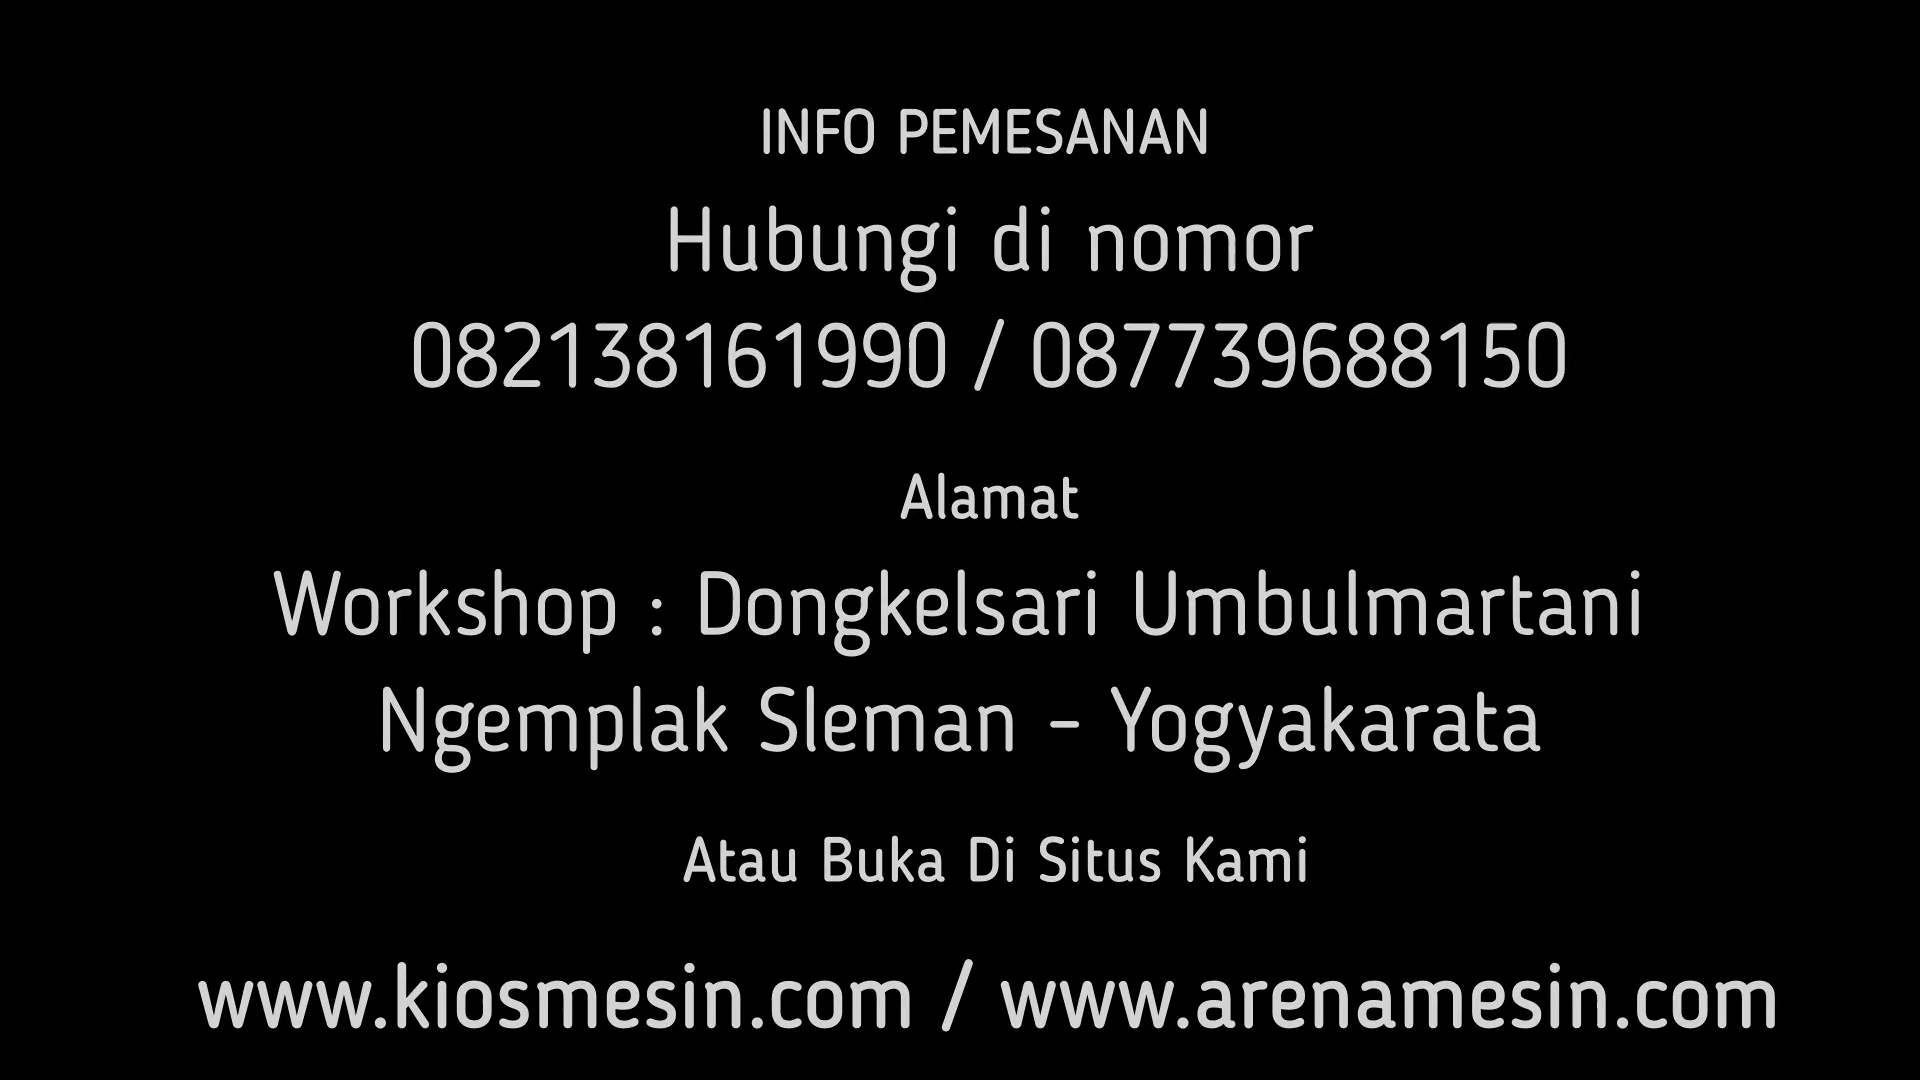 INFO PEMESANAN
Hubungi di nomor
082138161990 / 087739688150
Alamat
Workshop : Dongkelsari Umbulmartani
Ngemplak Sleman - Yogyakarata
Atau Buka Di Situs Kami
www.kiosmesin.com / www.arenamesin.com